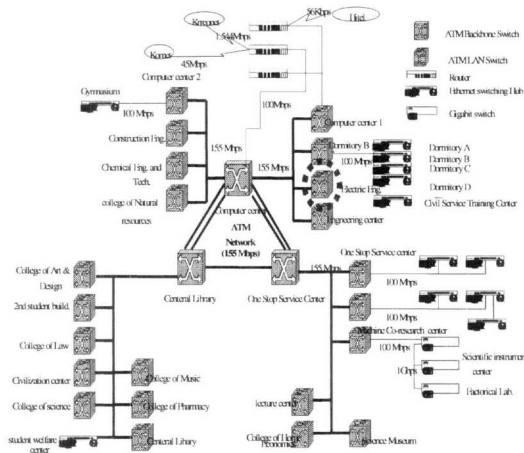 Koreonet
56Kbps
Hitel
1.544Mbps
Kornet
45Mbps
ATM Backbone Switch
ATM LAN Switch
Router
Ethernet switching Hub
Gigabit switch
Computer center 2
Gymnasium
100 Mbps
100Mbps
Construction Eng.
Computer center 1
Dormitory B
100 Mbps
Dormitory A
Dormitory B
Dormitory C
Dormitory D
Civil Service Training Center
155 Mbps
155 Mbps
Chemical Eng. and
Tech.
Electric Eng.
college of Natural
resources
Engineering center
Computer center
ATM
Network
(155 Mbps)
College of Art &
Design
Centeral Library
One Stop Service Center
155 Mbps
One Stop Service center
100 Mbps
2nd student build.
100 Mbps
College of Law
Machine Co-research center
100 Mbps
Scientific instrumen
center
1Gbps
Factorical Lab.
Civilization center
College of Music
College of science
College of Pharmacy
lecture center
student welfare
center
Centeral Libary
College of Home
Peonomics
Science Museum